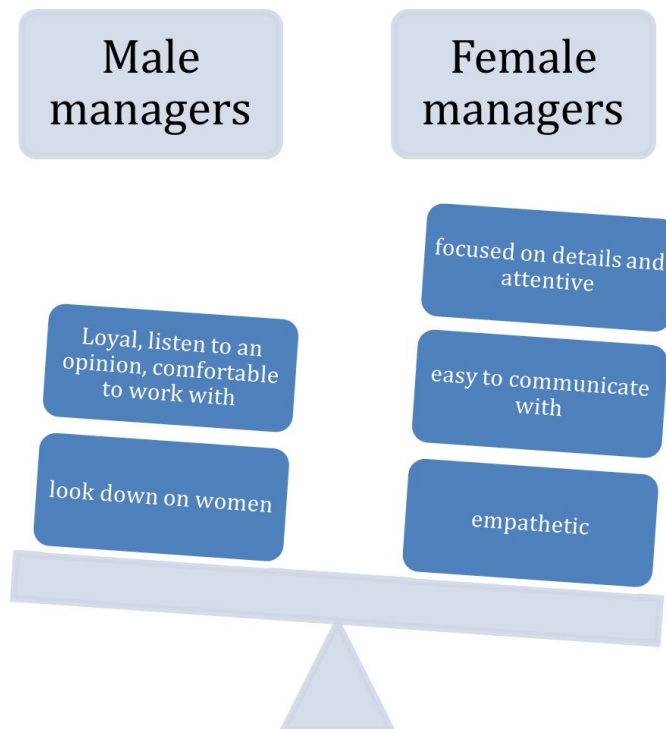 Male
managers
Female
managers
Loyal, listen to an
opinion, comfortable
to work with
look down on women
focused on details and
attentive
easy to communicate
with
empathetic